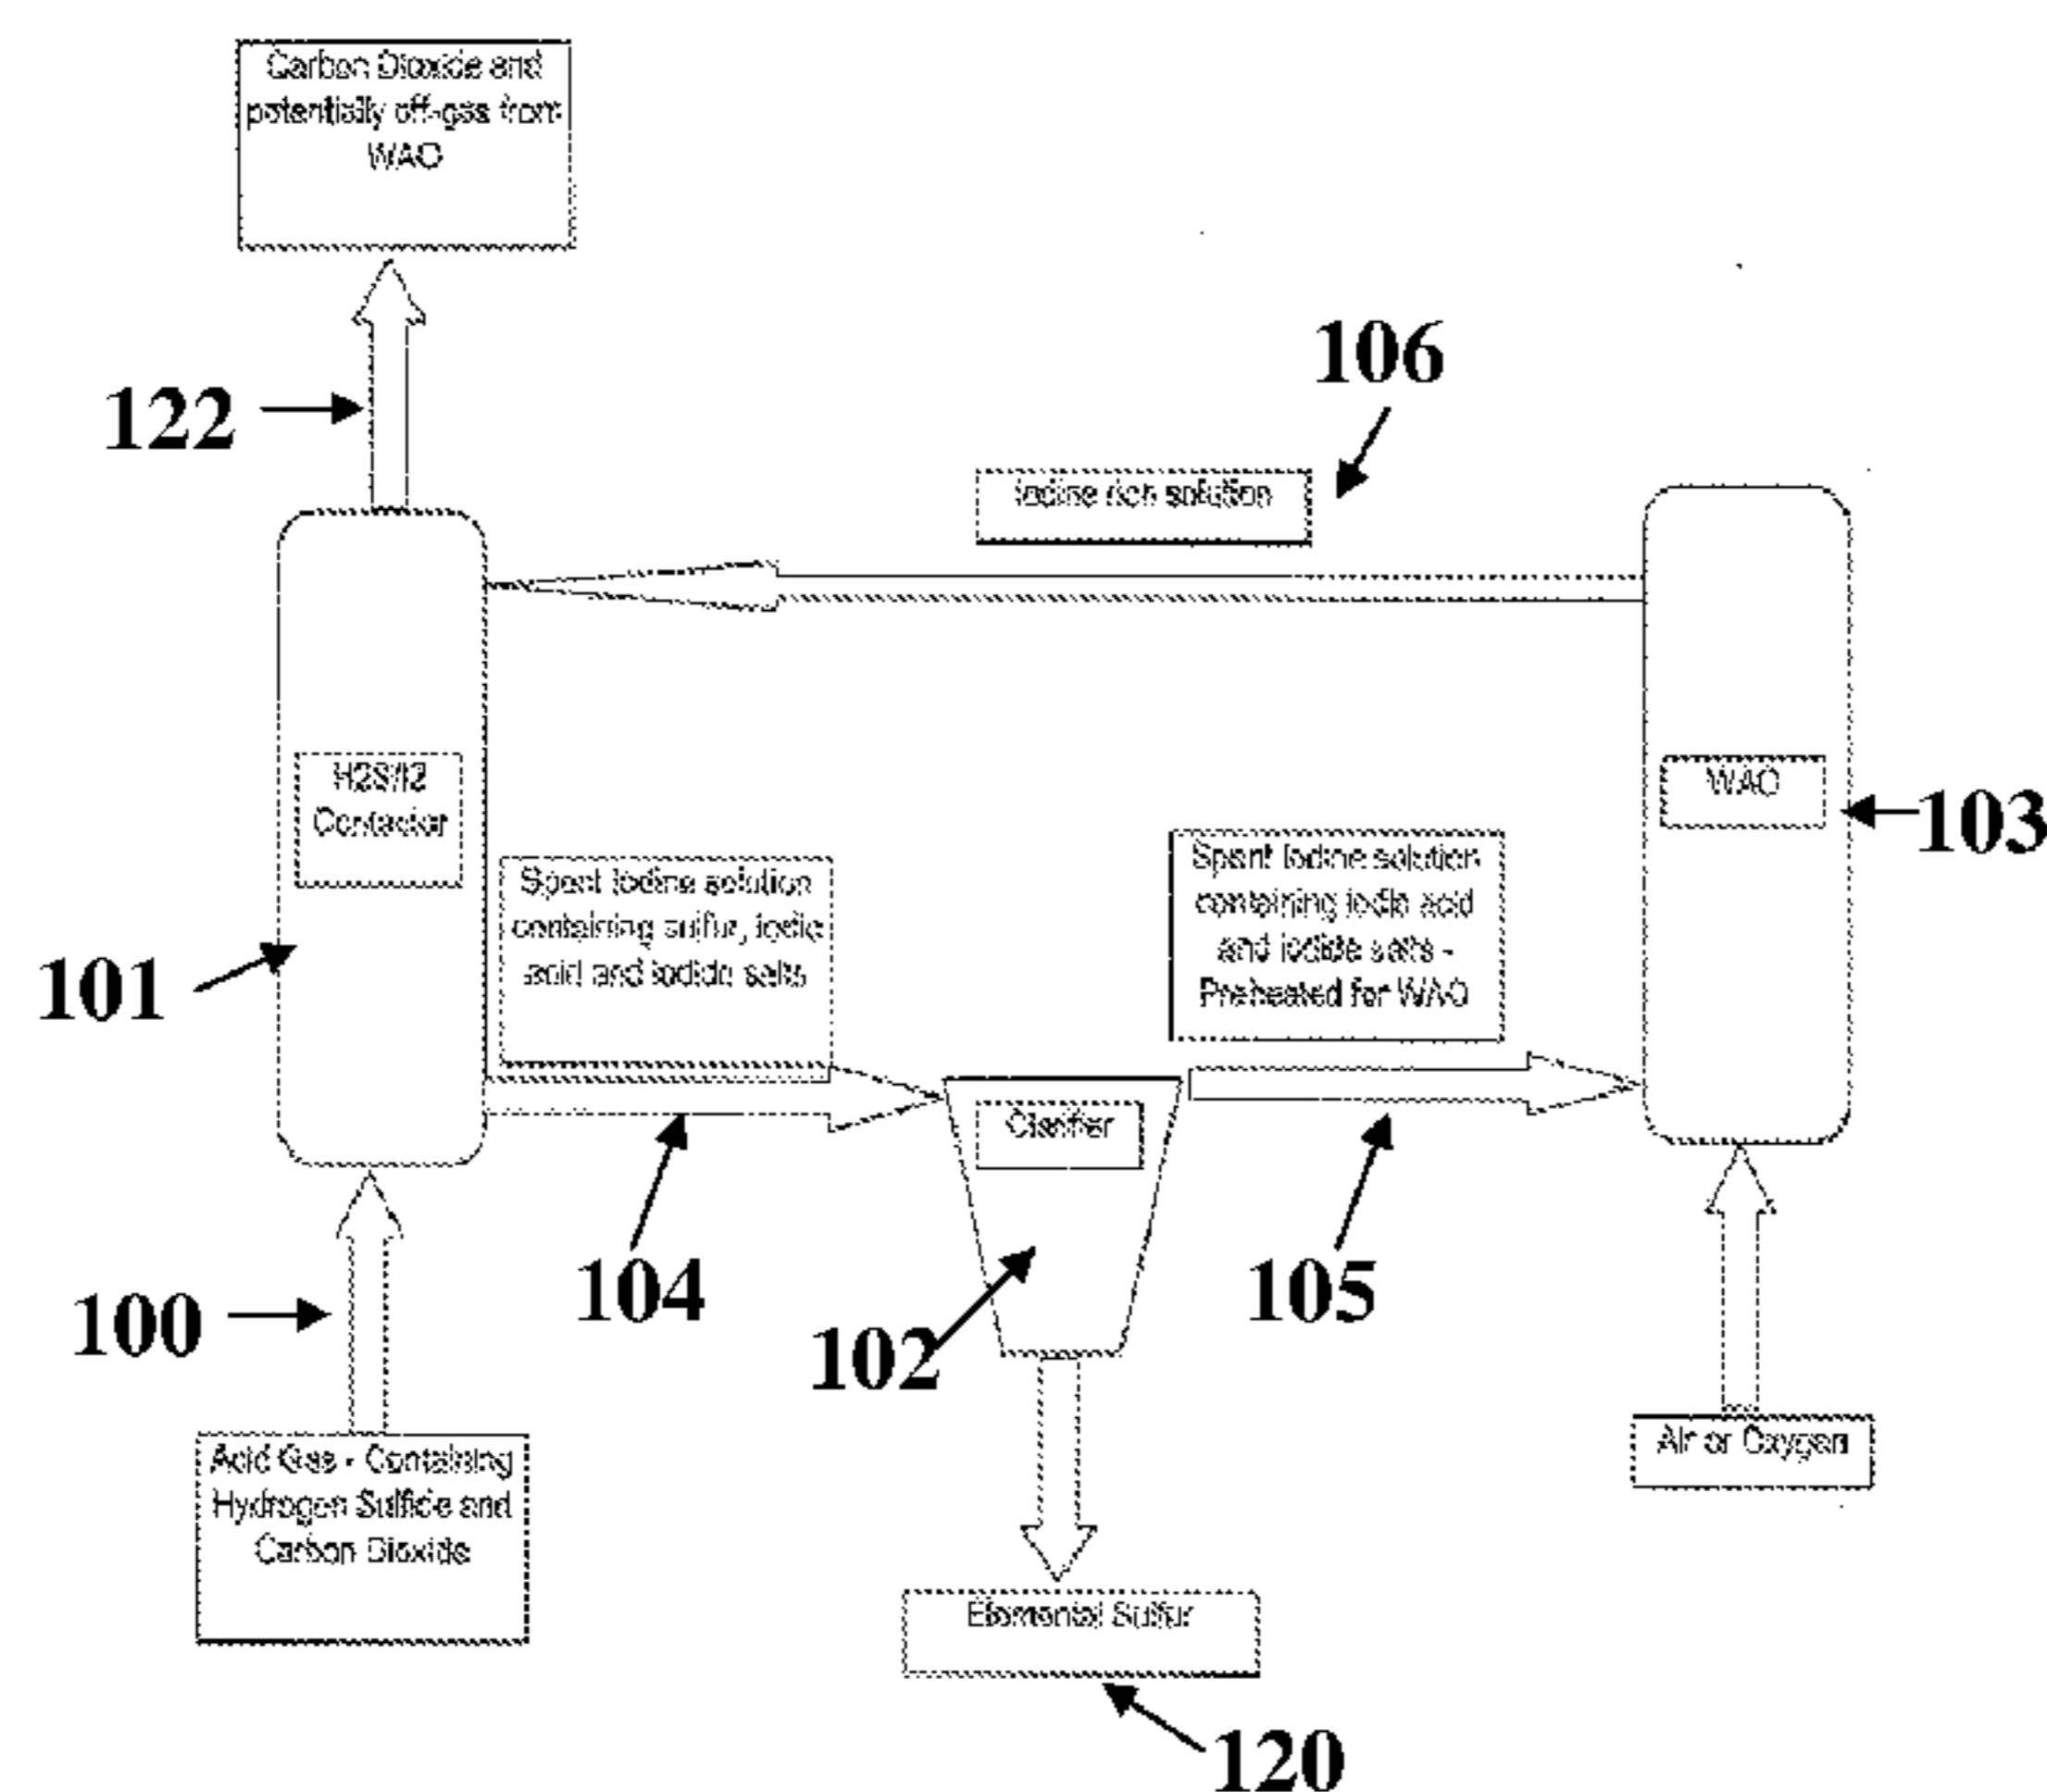 Carbon Dioxide and
potentially off-gas from
WAO
106
122
Iodine rich solution
H2S/I2
Contactor
WAO
103
Spent Iodine solution
containing sulfur, iodic
acid and iodide salts
Spent Iodine solution
containing iodic acid
and iodide salts -
Preheated for WAO
101
Clarifier
104
105
102
100
Acid Gas - Containing
Hydrogen Sulfide and
Carbon Dioxide
Air or Oxygen
Elemental Sulfur
120